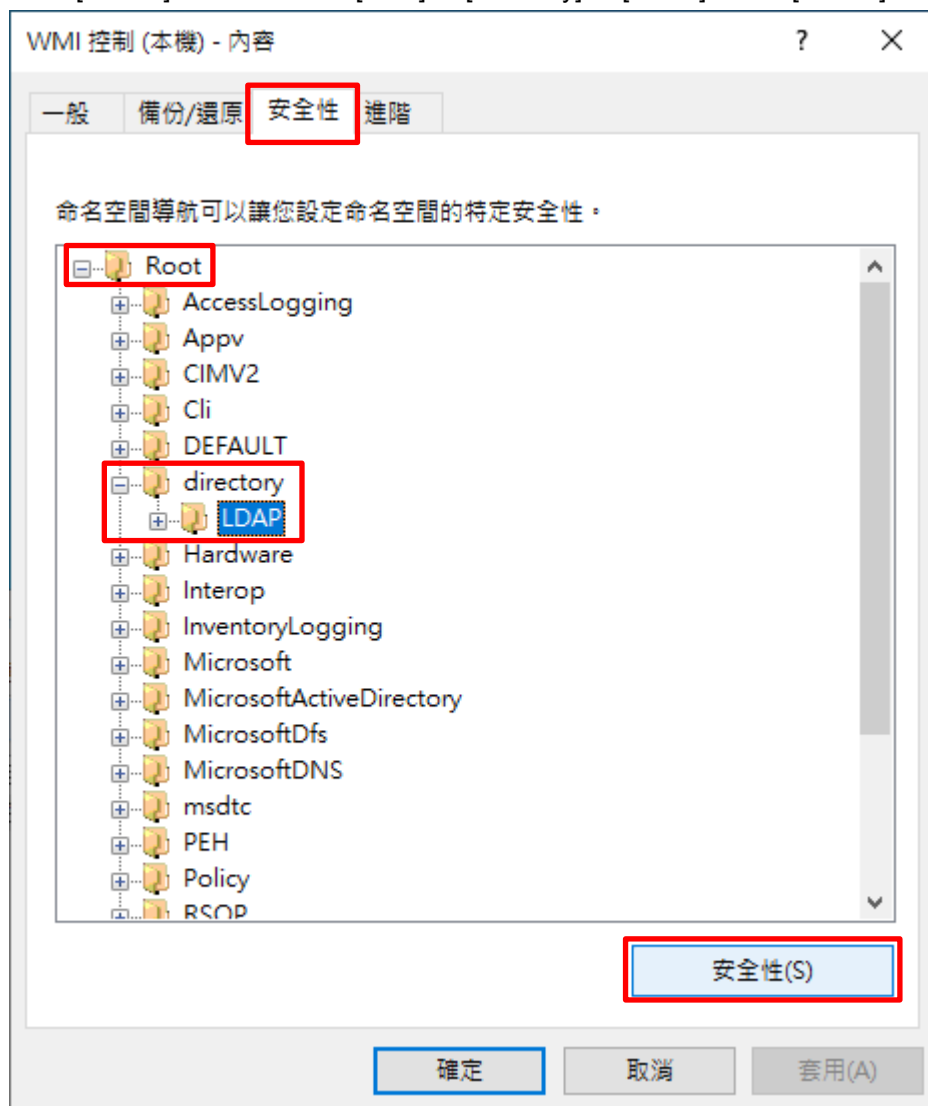 WMI 控制 (本機) - 內容 ? ×
一般 備份/還原 安全性 進階
命名空間導航可以讓您設定命名空間的特定安全性。
Root
AccessLogging
Appv
CIMV2
Cli
DEFAULT
directory
LDAP
Hardware
Interop
InventoryLogging
Microsoft
MicrosoftActiveDirectory
MicrosoftDfs
MicrosoftDNS
msdtc
PEH
Policy
RSOP
安全性(S)
確定 取消 套用(A)